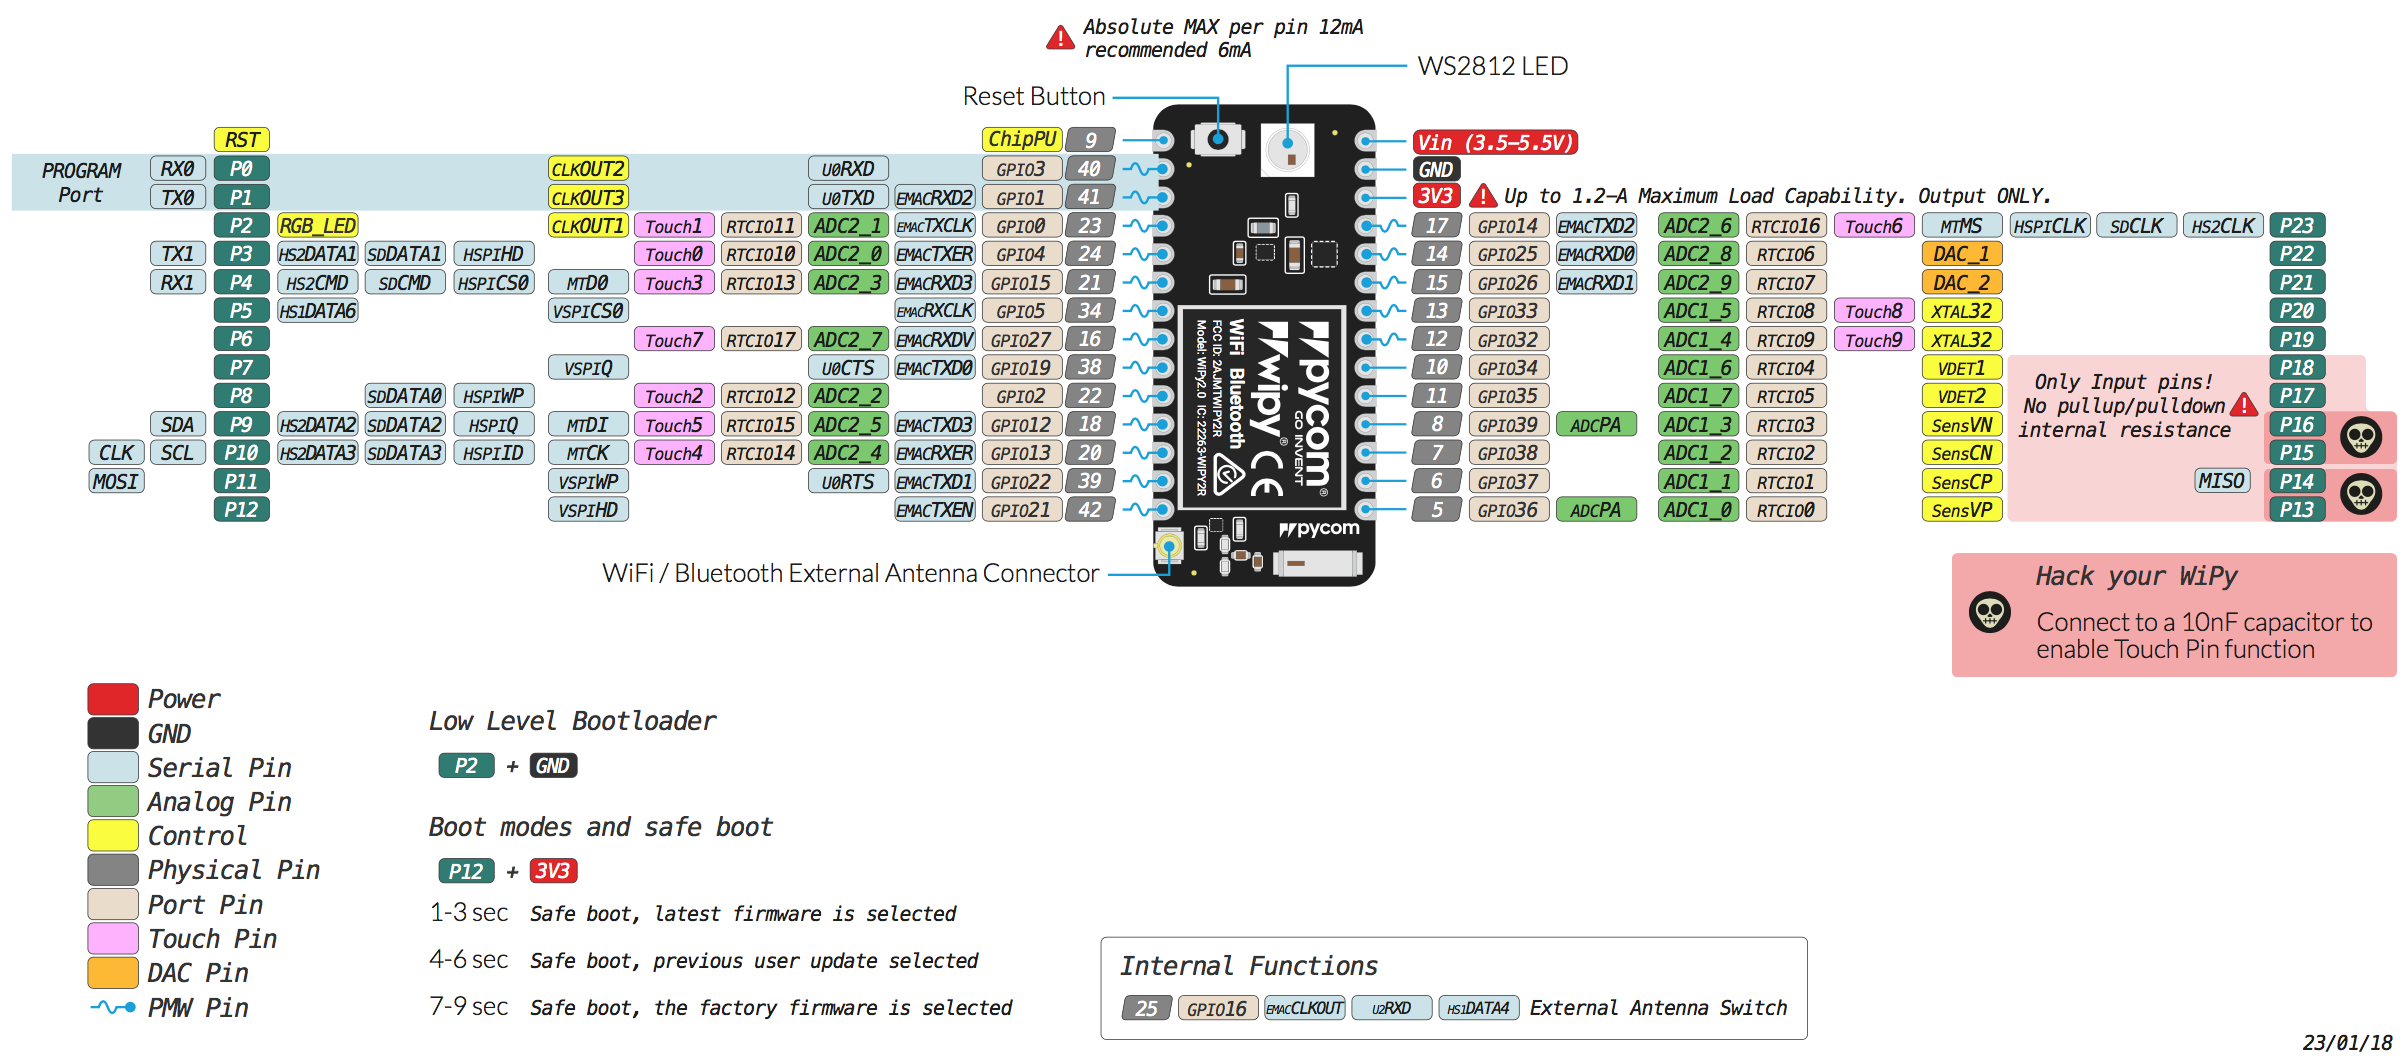 Absolute MAX per pin 12mA
recommended 6mA
WS2812 LED
Reset Button
RST ChipPU 9 Vin (3.5–5.5V)
PROGRAM Port
RX0 P0 CLKOUT2 U0RXD GPIO3 40 GND
TX0 P1 CLKOUT3 U0TXD EMACRXD2 GPIO1 41 3V3 Up to 1.2–A Maximum Load Capability. Output ONLY.
P2 RGB_LED CLKOUT1 Touch1 RTCIO11 ADC2_1 EMACTXCLK GPIO0 23 17 GPIO14 EMACTXD2 ADC2_6 RTCIO16 Touch6 MTMS HSPICLK SDCLK HS2CLK P23
TX1 P3 HS2DATA1 SDDATA1 HSPIHD Touch0 RTCIO10 ADC2_0 EMACTXER GPIO4 24 14 GPIO25 EMACRXD0 ADC2_8 RTCIO6 DAC_1 P22
RX1 P4 HS2CMD SDCMD HSPICS0 MTD0 Touch3 RTCIO13 ADC2_3 EMACRXD3 GPIO15 21 15 GPIO26 EMACRXD1 ADC2_9 RTCIO7 DAC_2 P21
P5 HS1DATA6 VSPICS0 EMACRXCLK GPIO5 34 13 GPIO33 ADC1_5 RTCIO8 Touch8 XTAL32 P20
P6 Touch7 RTCIO17 ADC2_7 EMACRXDV GPIO27 16 12 GPIO32 ADC1_4 RTCIO9 Touch9 XTAL32 P19
P7 VSPIQ U0CTS EMACTXD0 GPIO19 38 10 GPIO34 ADC1_6 RTCIO4 VDET1 P18
P8 SDDATA0 HSPIWP Touch2 RTCIO12 ADC2_2 GPIO2 22 11 GPIO35 ADC1_7 RTCIO5 VDET2 P17
SDA P9 HS2DATA2 SDDATA2 HSPIQ MTDI Touch5 RTCIO15 ADC2_5 EMACTXD3 GPIO12 18 8 GPIO39 ADCPA ADC1_3 RTCIO3 SensVN P16
CLK SCL P10 HS2DATA3 SDDATA3 HSPIID MTCK Touch4 RTCIO14 ADC2_4 EMACRXER GPIO13 20 7 GPIO38 ADC1_2 RTCIO2 SensCN P15
MOSI P11 VSPIWP U0RTS EMACTXD1 GPIO22 39 6 GPIO37 ADC1_1 RTCIO1 SensCP MISO P14
P12 VSPIHD EMACTXEN GPIO21 42 5 GPIO36 ADCPA ADC1_0 RTCIO0 SensVP P13
Only Input pins!
No pullup/pulldown
internal resistance
pycom®
GO INVENT
wipy®
CE
WiFi Bluetooth
FCC ID: 2AJMTWIPY2R
Model: WiPy2.0 IC: 22263-WIPY2R
pycom
WiFi / Bluetooth External Antenna Connector
Hack your WiPy
Connect to a 10nF capacitor to
enable Touch Pin function
Power
GND
Serial Pin
Analog Pin
Control
Physical Pin
Port Pin
Touch Pin
DAC Pin
PMW Pin
Low Level Bootloader
P2 + GND
Boot modes and safe boot
P12 + 3V3
1-3 sec Safe boot, latest firmware is selected
4-6 sec Safe boot, previous user update selected
7-9 sec Safe boot, the factory firmware is selected
Internal Functions
25 GPIO16 EMACCLKOUT U2RXD HS1DATA4 External Antenna Switch
23/01/18